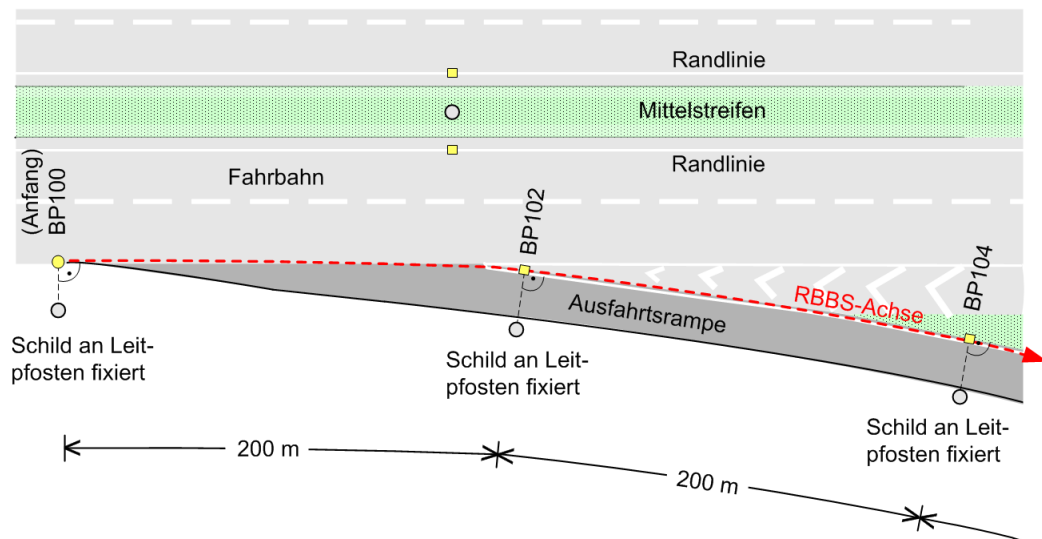 Randlinie
Mittelstreifen
Randlinie
Fahrbahn
(Anfang)
BP100
BP102
BP104
RBBS-Achse
Ausfahrtsrampe
Schild an Leit-
pfosten fixiert
Schild an Leit-
pfosten fixiert
Schild an Leit-
pfosten fixiert
200 m
200 m